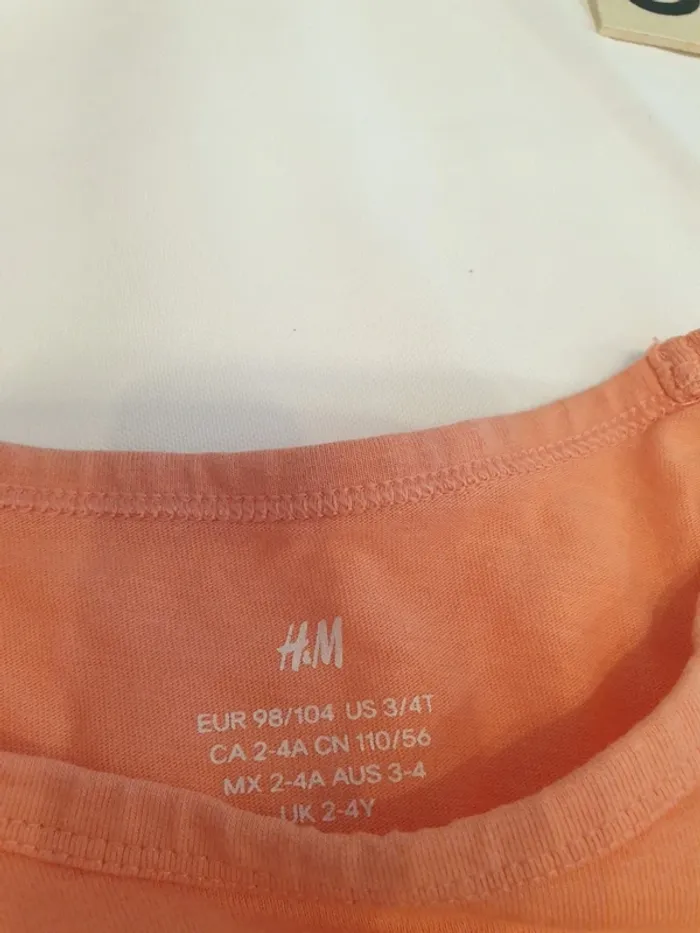 H&M
EUR 98/104 US 3/4T
CA 2-4A CN 110/56
MX 2-4A AUS 3-4
UK 2-4Y